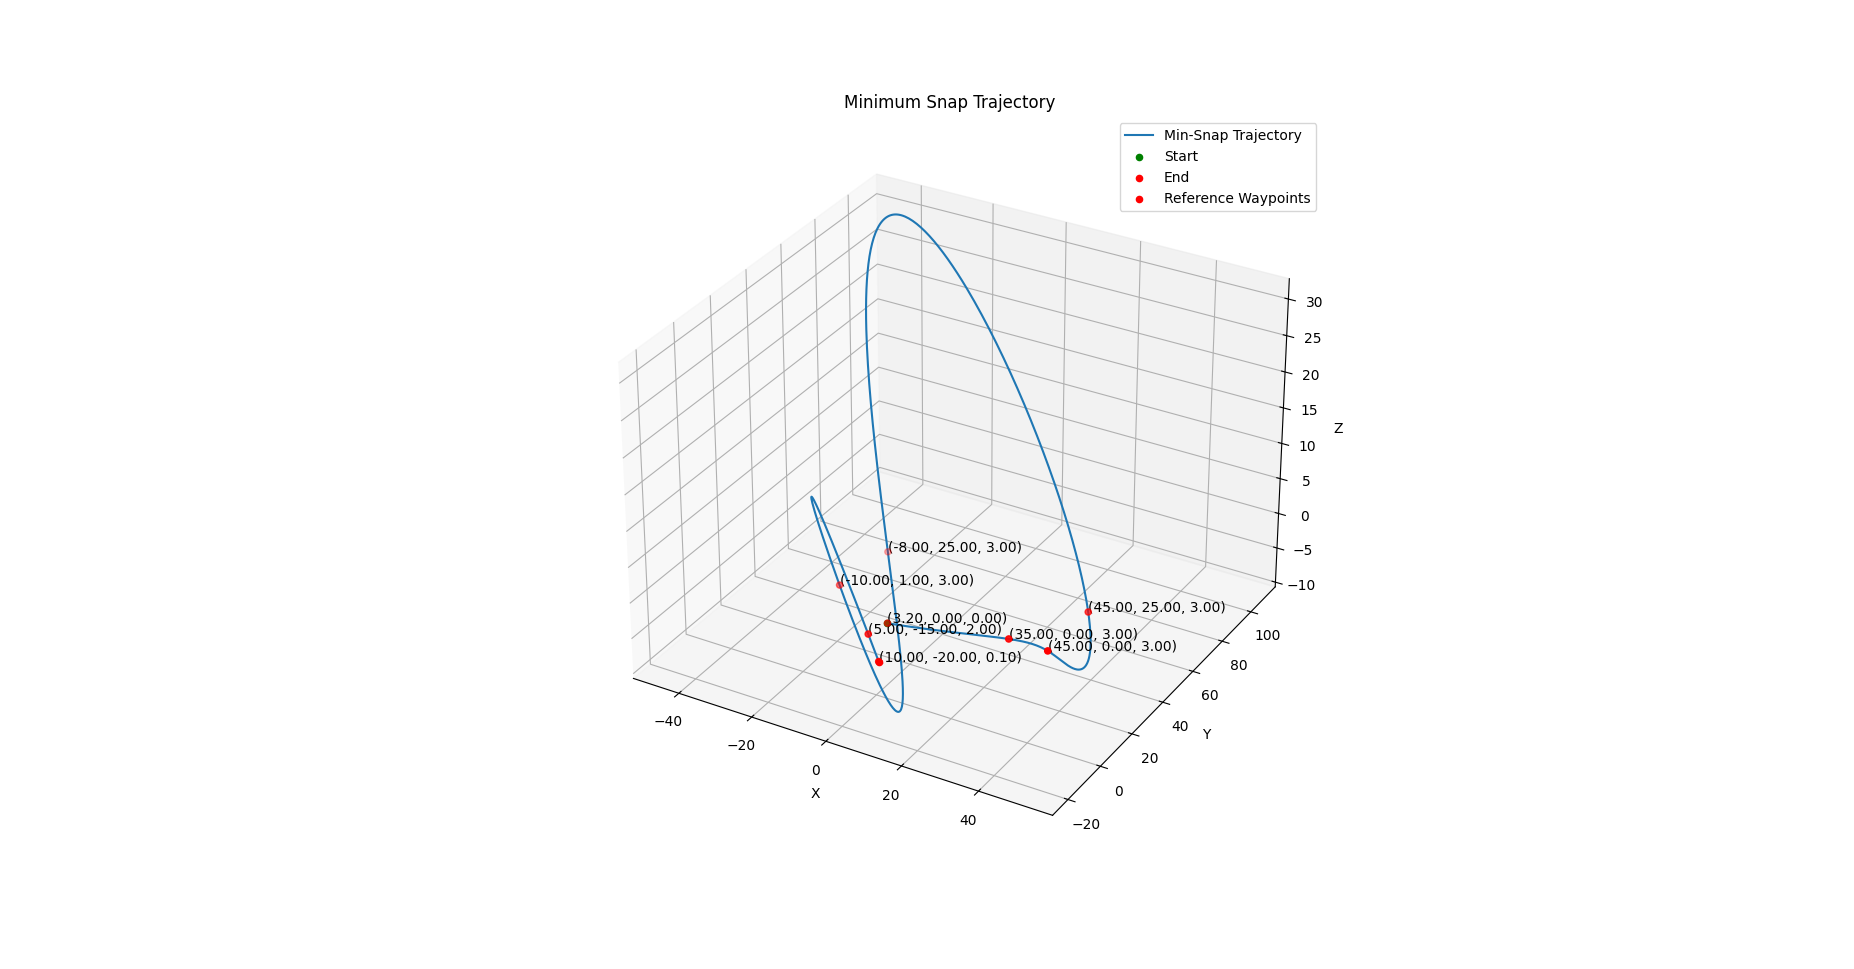 Minimum Snap Trajectory
Min-Snap Trajectory
Start
End
Reference Waypoints
30
25
20
15
Z
10
5
0
−5
−10
(-8.00, 25.00, 3.00)
(-10.00, 1.00, 3.00)
(45.00, 25.00, 3.00)
(3.20, 0.00, 0.00)
(5.00, -15.00, 2.00)
(35.00, 0.00, 3.00)
(45.00, 0.00, 3.00)
(10.00, -20.00, 0.10)
100
80
60
40
Y
20
0
−20
−40
−20
0
X
20
40